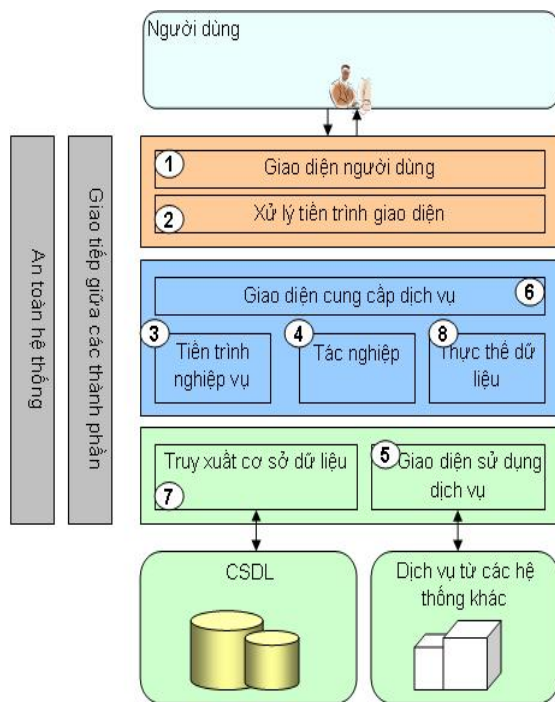 Người dùng
An toàn hệ thống
Giao tiếp giữa các thành phần
1
Giao diện người dùng
2
Xử lý tiến trình giao diện
Giao diện cung cấp dịch vụ
6
3
Tiến trình
nghiệp vụ
4
Tác nghiệp
8
Thực thể dữ
liệu
Truy xuất cơ sở dữ liệu
7
5
Giao diện sử dụng
dịch vụ
CSDL
Dịch vụ từ các hệ
thống khác